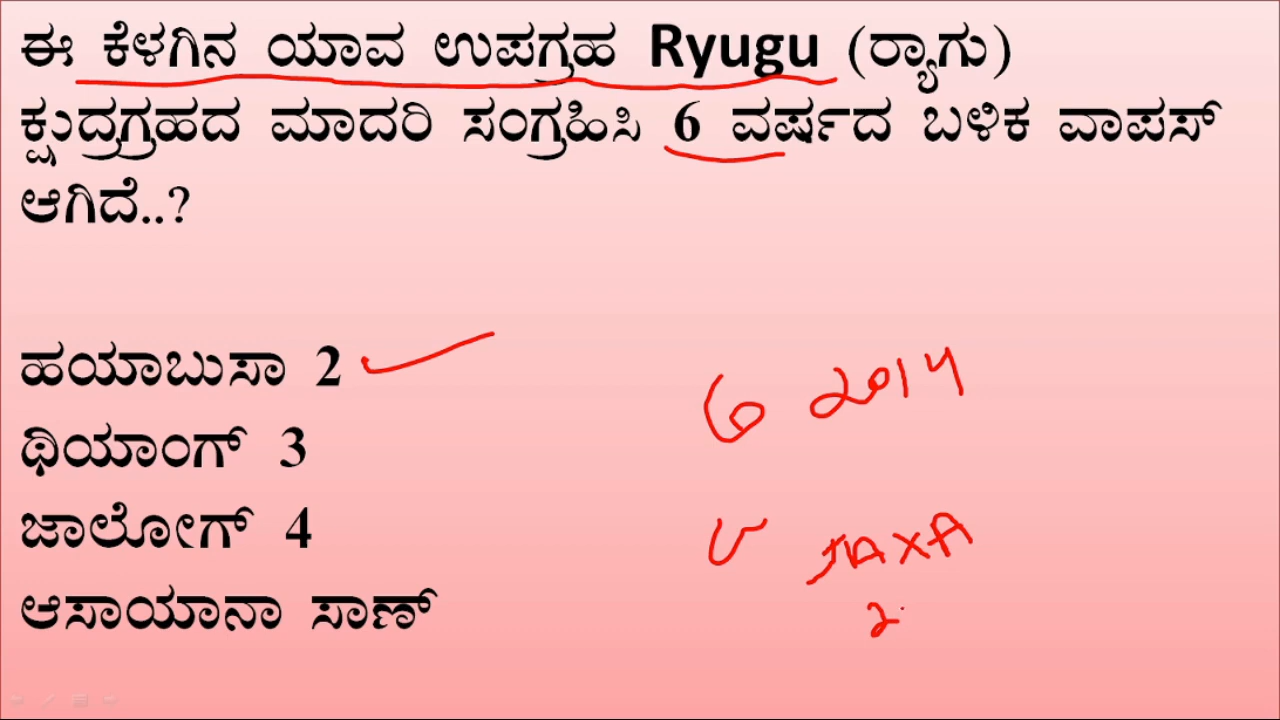 ಈ ಕೆಳಗಿನ ಯಾವ ಉಪಗ್ರಹ Ryugu (ರ‍್ಯಾಗು)
ಕ್ಷುದ್ರಗ್ರಹದ ಮಾದರಿ ಸಂಗ್ರಹಿಸಿ 6 ವರ್ಷದ ಬಳಿಕ ವಾಪಸ್
ಆಗಿದೆ..?
ಹಯಾಬುಸಾ 2
ಥಿಯಾಂಗ್ 3
ಜಾಲೋಗ್ 4
ಆಸಾಯಾನಾ ಸಾಣ್
6 2014
JAXA
2